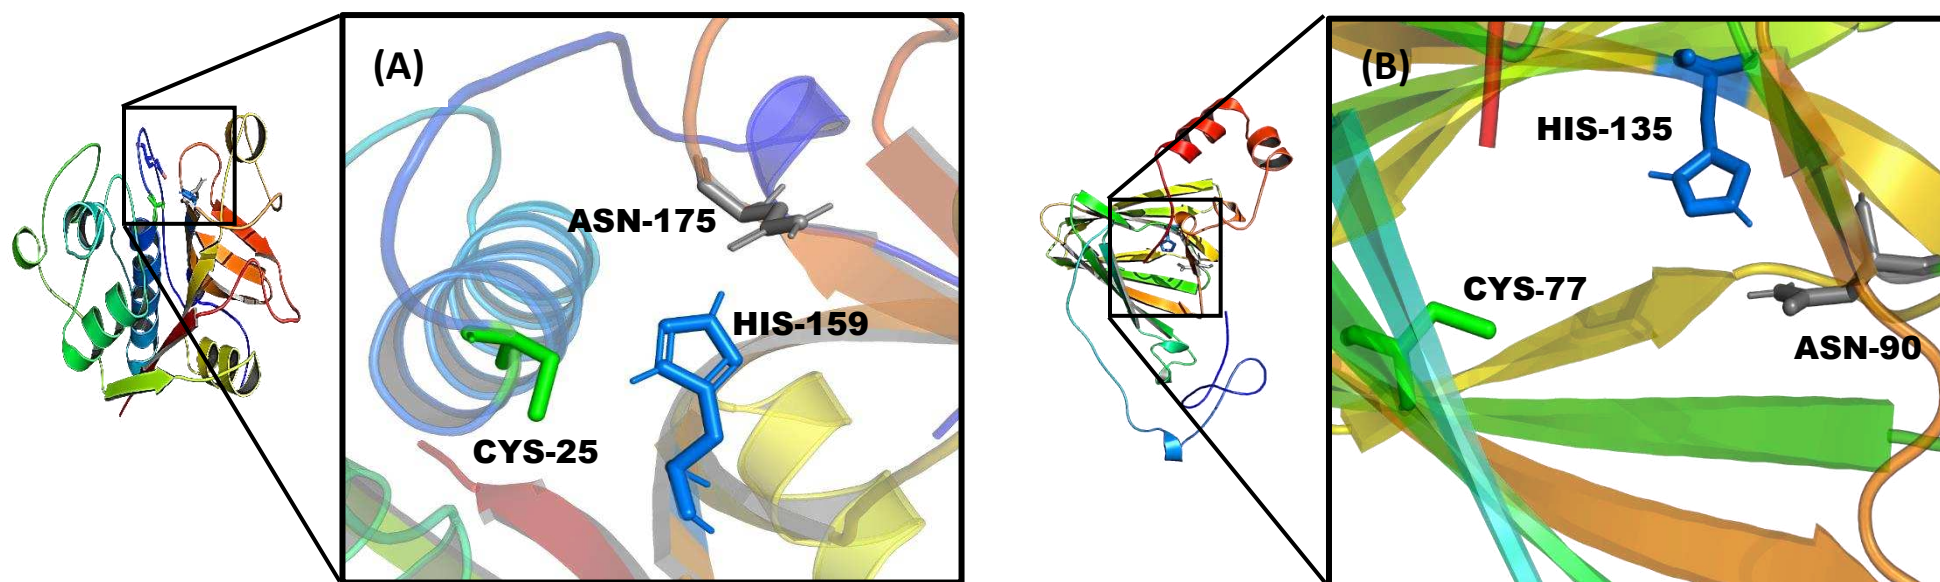 (A)
ASN-175
HIS-159
CYS-25
(B)
HIS-135
CYS-77
ASN-90